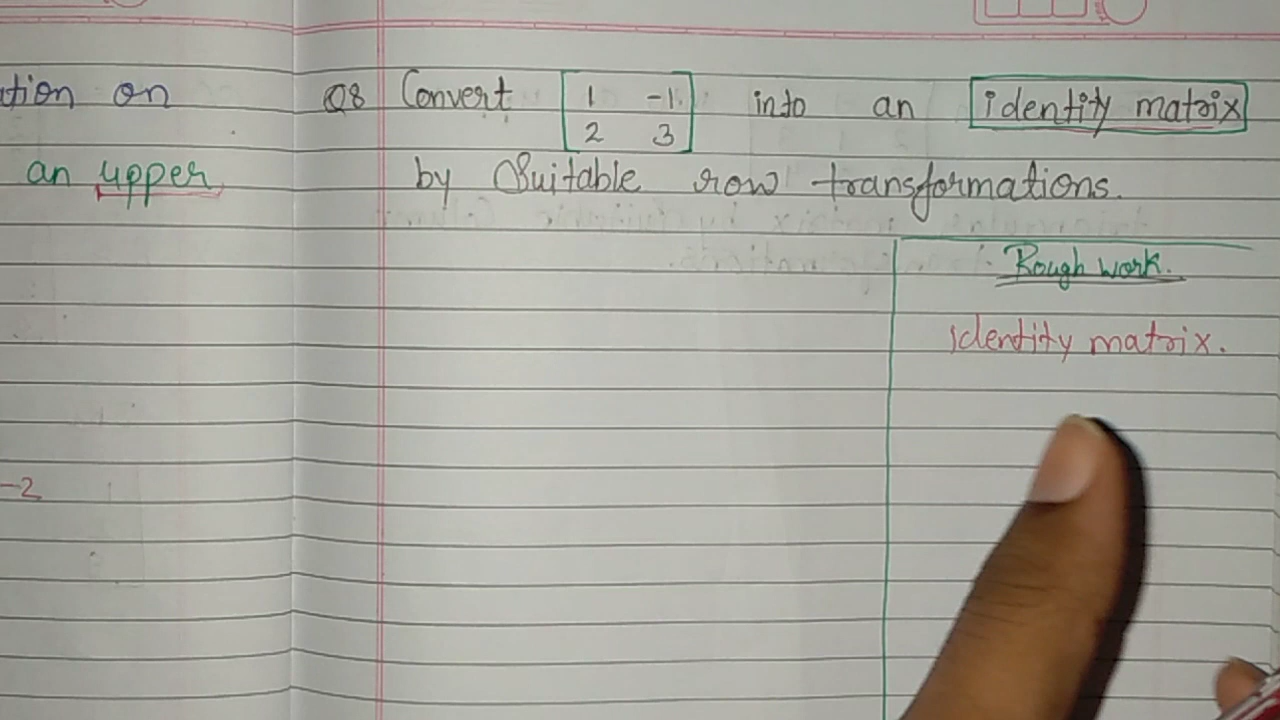 ation on
an upper
-2
Q8 Convert [1 -1
2 3] into an identity matrix
by Suitable row transformations.
Rough work.
Identity matrix.